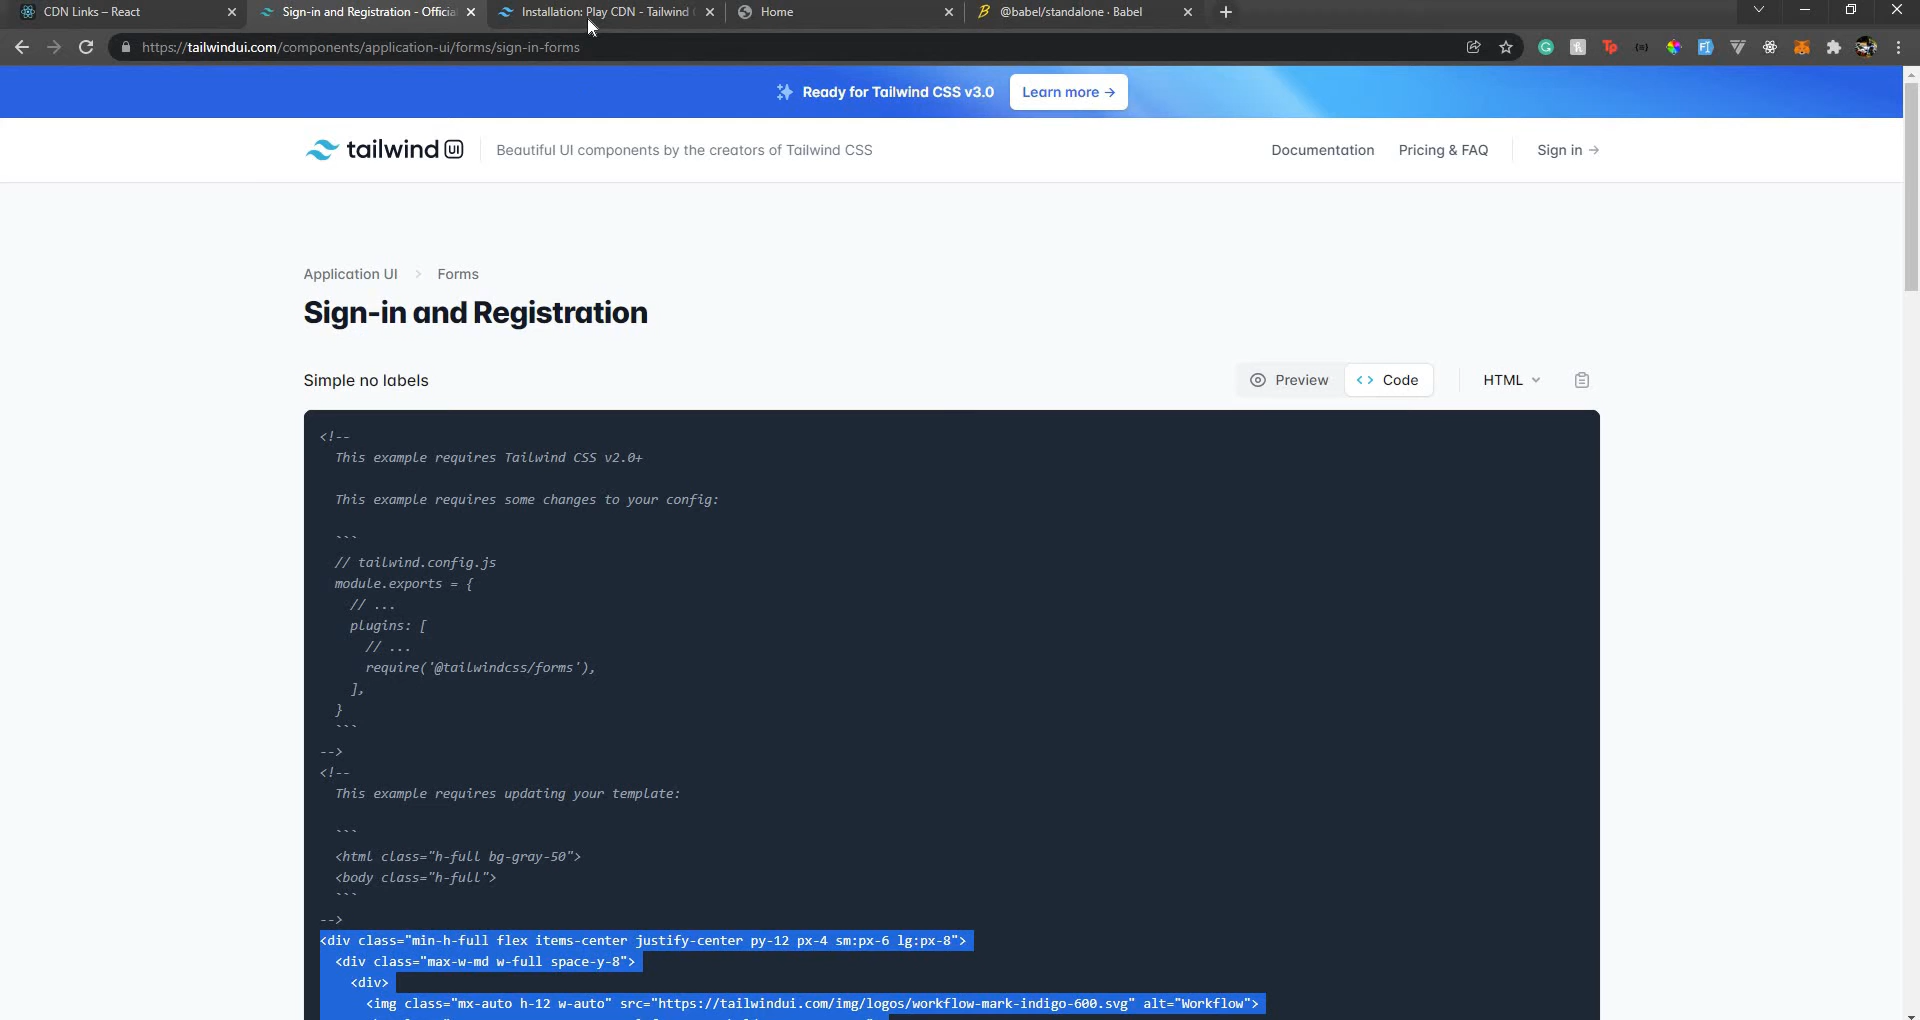 CDN Links – React
Sign-in and Registration - Official
Installation: Play CDN - Tailwind C
Home
@babel/standalone · Babel
https://tailwindui.com/components/application-ui/forms/sign-in-forms
Ready for Tailwind CSS v3.0
Learn more →
tailwind UI
Beautiful UI components by the creators of Tailwind CSS
Documentation
Pricing & FAQ
Sign in →
Application UI > Forms
Sign-in and Registration
Simple no labels
Preview
<> Code
HTML
<!--
This example requires Tailwind CSS v2.0+
This example requires some changes to your config:
```
// tailwind.config.js
module.exports = {
// ...
plugins: [
// ...
require('@tailwindcss/forms'),
],
}
```
-->
<!--
This example requires updating your template:
```
<html class="h-full bg-gray-50">
<body class="h-full">
```
-->
<div class="min-h-full flex items-center justify-center py-12 px-4 sm:px-6 lg:px-8">
<div class="max-w-md w-full space-y-8">
<div>
<img class="mx-auto h-12 w-auto" src="https://tailwindui.com/img/logos/workflow-mark-indigo-600.svg" alt="Workflow">